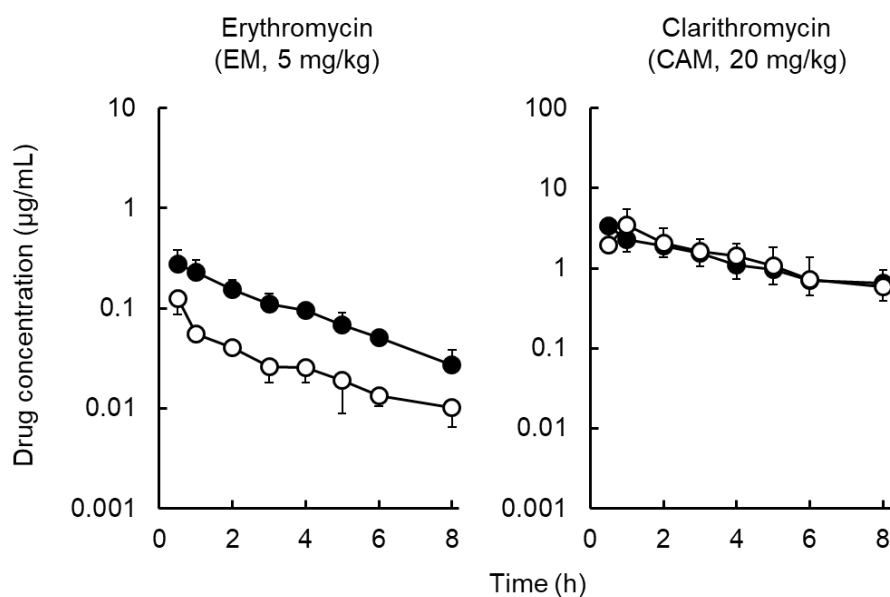 Erythromycin
(EM, 5 mg/kg)
Clarithromycin
(CAM, 20 mg/kg)
Drug concentration (µg/mL)
10
1
0.1
0.01
0.001
0 2 4 6 8
100
10
1
0.1
0.01
0.001
0 2 4 6 8
Time (h)